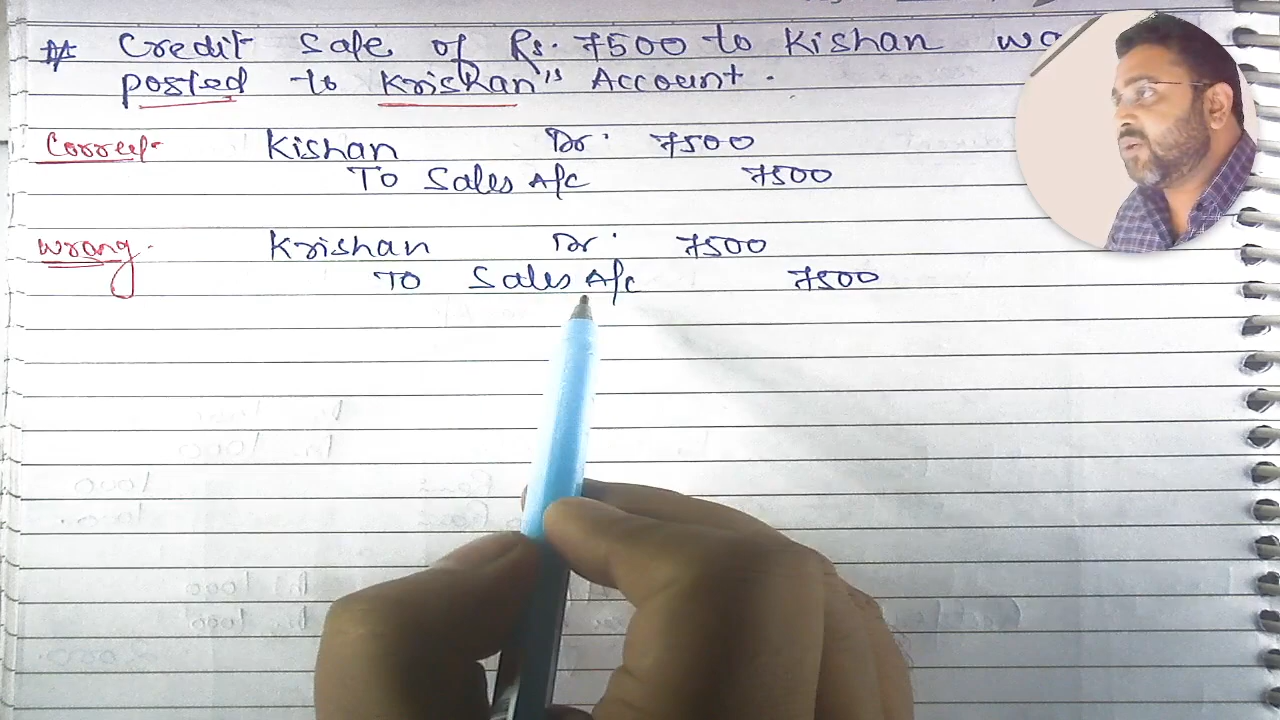 # Credit Sale of Rs. 7500 to Kishan wa
posted to Krishan's Account.
Correct Kishan Dr. 7500
To Sales A/c 7500
Wrong. Krishan Dr. 7500
To Sales A/c 7500